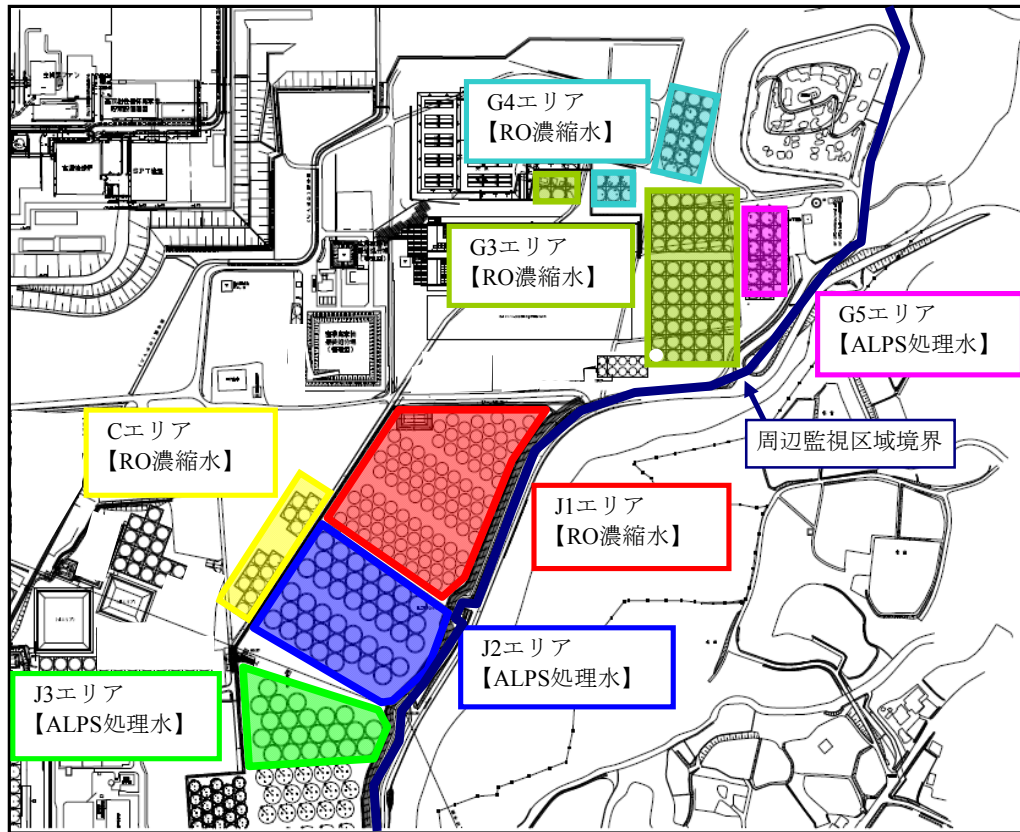 G4エリア
【RO濃縮水】
G3エリア
【RO濃縮水】
G5エリア
【ALPS処理水】
周辺監視区域境界
Cエリア
【RO濃縮水】
J1エリア
【RO濃縮水】
J2エリア
【ALPS処理水】
J3エリア
【ALPS処理水】